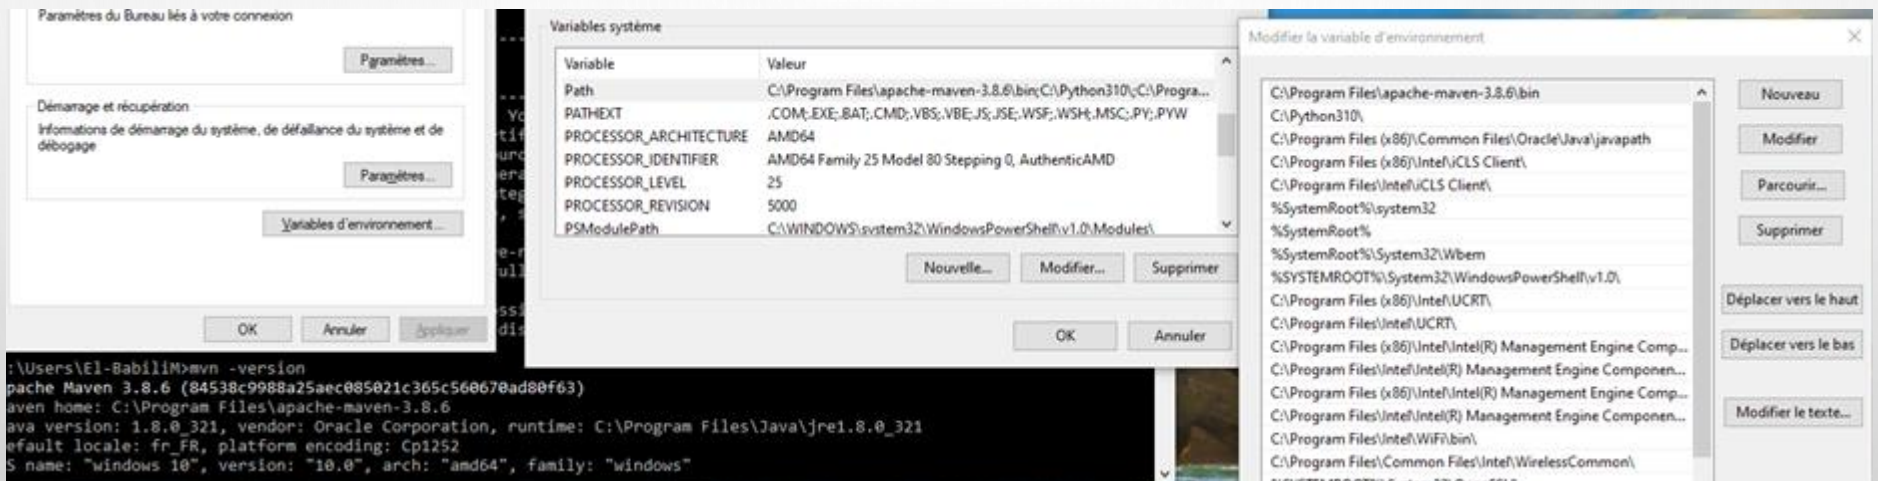 Paramètres du Bureau liés à votre connexion
Paramètres...
Démarrage et récupération
Informations de démarrage du système, de défaillance du système et de
débogage
Paramètres...
Variables d'environnement...
OK Annuler Appliquer
Variables système
Variable Valeur
Path C:\Program Files\apache-maven-3.8.6\bin;C:\Python310\;C:\Progra...
PATHEXT .COM;.EXE;.BAT;.CMD;.VBS;.VBE;.JS;.JSE;.WSF;.WSH;.MSC;.PY;.PYW
PROCESSOR_ARCHITECTURE AMD64
PROCESSOR_IDENTIFIER AMD64 Family 25 Model 80 Stepping 0, AuthenticAMD
PROCESSOR_LEVEL 25
PROCESSOR_REVISION 5000
PSModulePath C:\WINDOWS\system32\WindowsPowerShell\v1.0\Modules\
Nouvelle... Modifier... Supprimer
OK Annuler
Modifier la variable d'environnement
C:\Program Files\apache-maven-3.8.6\bin
C:\Python310\
C:\Program Files (x86)\Common Files\Oracle\Java\javapath
C:\Program Files (x86)\Intel\iCLS Client\
C:\Program Files\Intel\iCLS Client\
%SystemRoot%\system32
%SystemRoot%
%SystemRoot%\System32\Wbem
%SYSTEMROOT%\System32\WindowsPowerShell\v1.0\
C:\Program Files (x86)\Intel\UCRT\
C:\Program Files\Intel\UCRT\
C:\Program Files (x86)\Intel\Intel(R) Management Engine Comp...
C:\Program Files\Intel\Intel(R) Management Engine Componen...
C:\Program Files (x86)\Intel\Intel(R) Management Engine Comp...
C:\Program Files\Intel\Intel(R) Management Engine Componen...
C:\Program Files\Intel\WiFi\bin\
C:\Program Files\Common Files\Intel\WirelessCommon\
Nouveau
Modifier
Parcourir...
Supprimer
Déplacer vers le haut
Déplacer vers le bas
Modifier le texte...
:\Users\El-BabiliM>mvn -version
pache Maven 3.8.6 (84538c9988a25aec085021c365c560670ad80f63)
aven home: C:\Program Files\apache-maven-3.8.6
ava version: 1.8.0_321, vendor: Oracle Corporation, runtime: C:\Program Files\Java\jre1.8.0_321
efault locale: fr_FR, platform encoding: Cp1252
S name: "windows 10", version: "10.0", arch: "amd64", family: "windows"